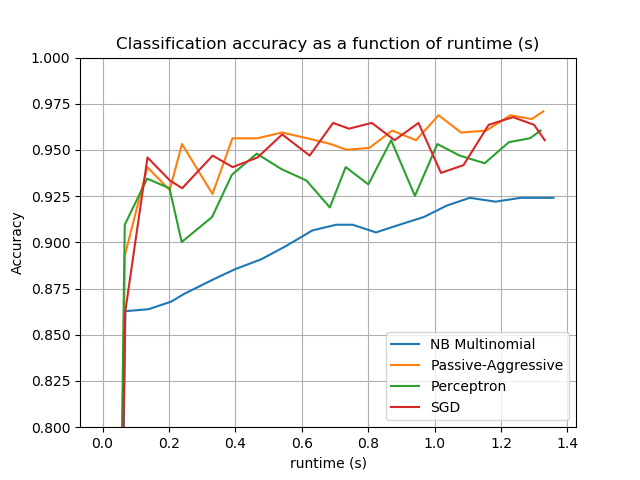 Classification accuracy as a function of runtime (s)
1.000
0.975
0.950
0.925
0.900
0.875
0.850
0.825
0.800
Accuracy
NB Multinomial
Passive-Aggressive
Perceptron
SGD
0.0 0.2 0.4 0.6 0.8 1.0 1.2 1.4
runtime (s)